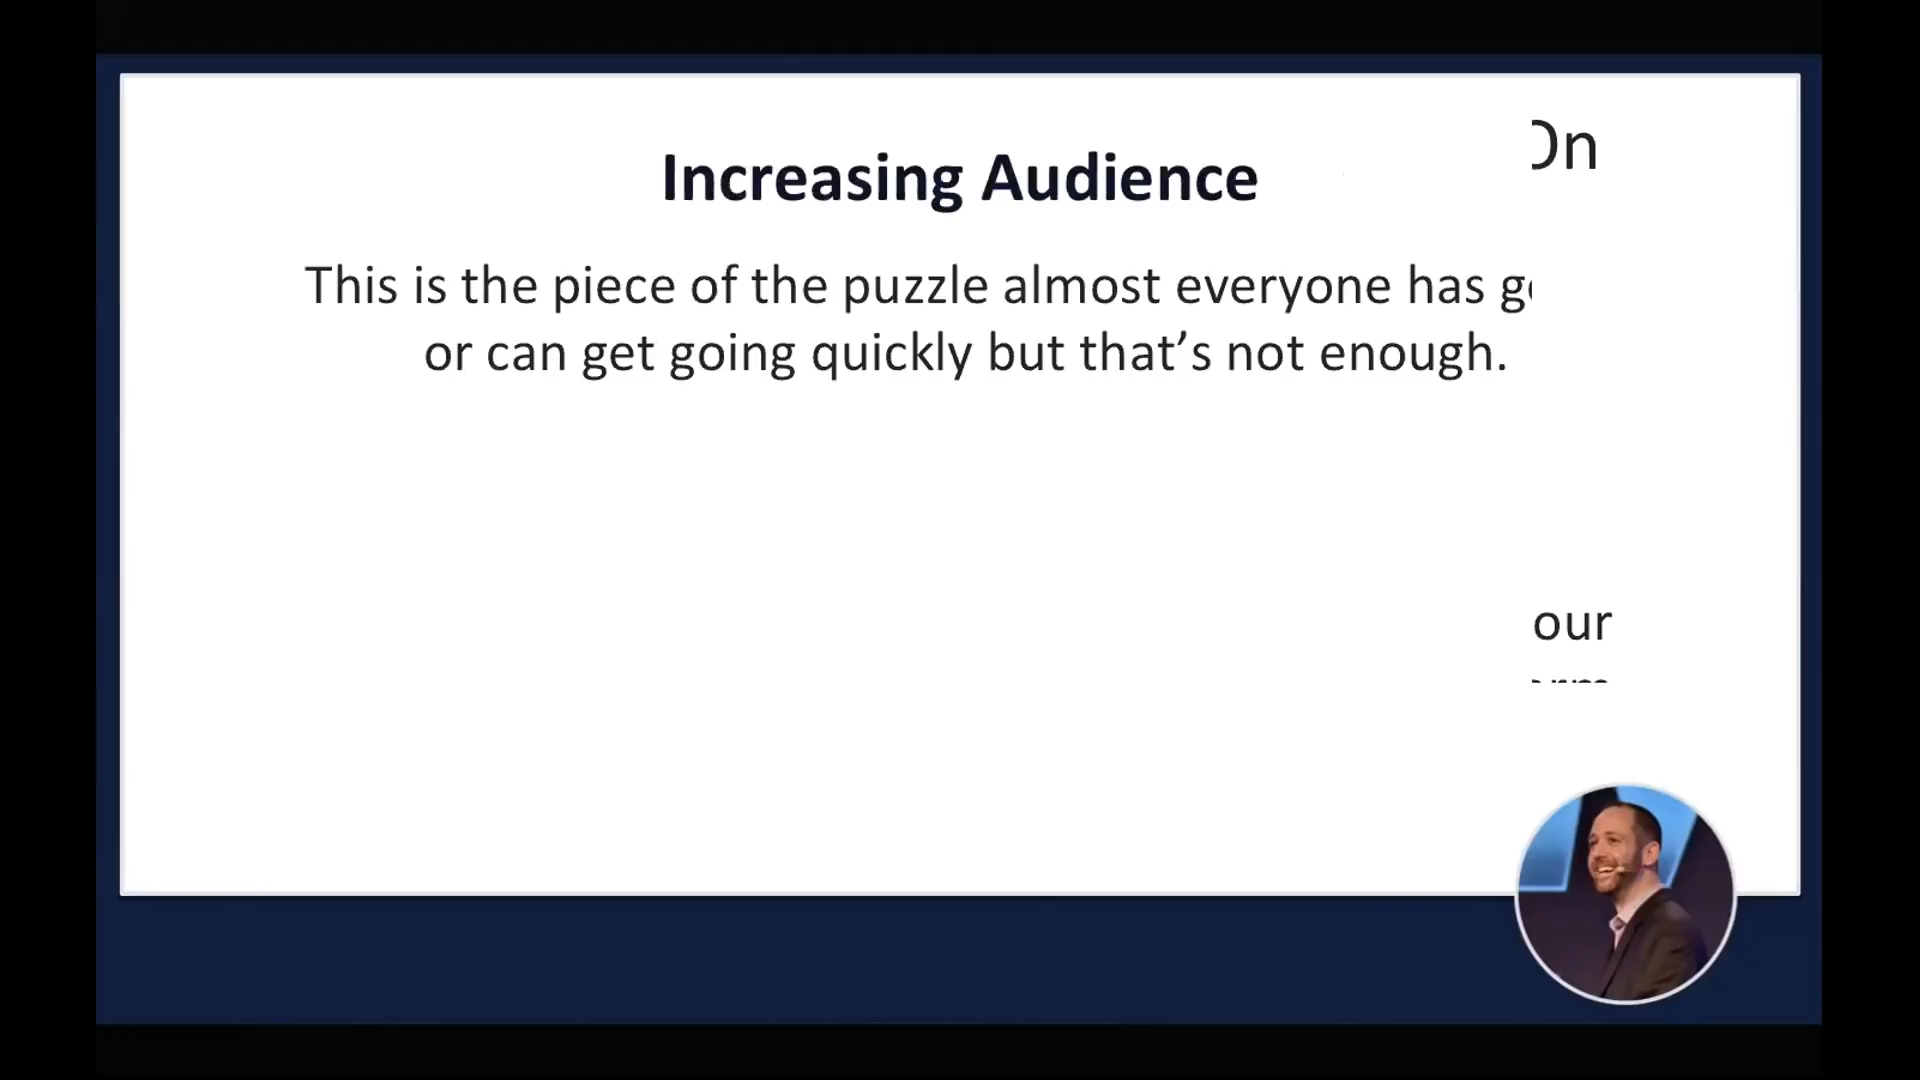 On
Increasing Audience
This is the piece of the puzzle almost everyone has
or can get going quickly but that’s not enough.
our